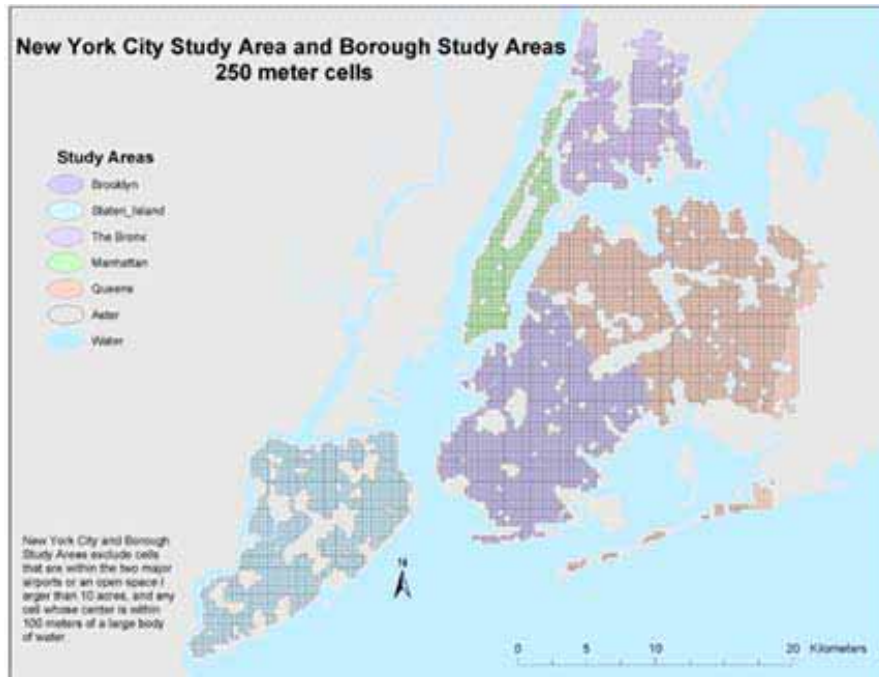 New York City Study Area and Borough Study Areas
250 meter cells
Study Areas
Brooklyn
Staten_Island
The Bronx
Manhattan
Queens
Aster
Water
New York City and Borough
Study Areas exclude cells
that are within the two major
airports or an open space l
arger than 10 acres, and any
cell whose center is within
100 meters of a large body
of water
N
0 5 10 20 Kilometers